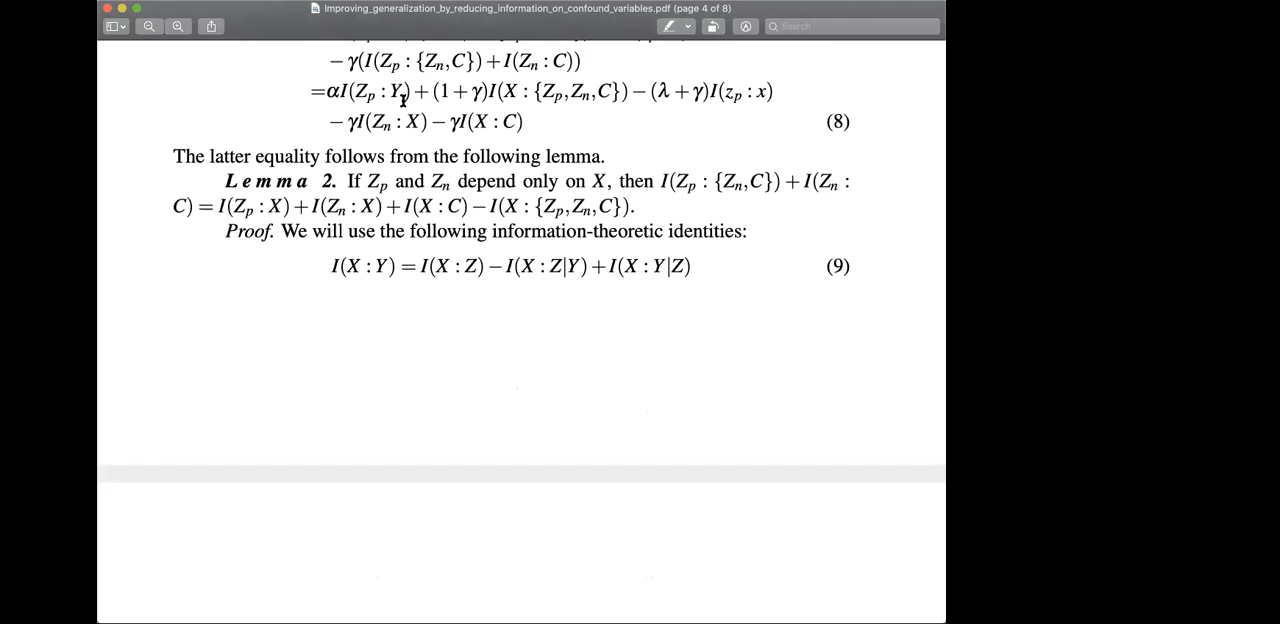 Improving_generalization_by_reducing_information_on_confound_variables.pdf (page 4 of 8)
Search
− γ(I(Z_p : {Z_n,C}) + I(Z_n : C))
=αI(Z_p : Y) + (1 + γ)I(X : {Z_p,Z_n,C}) − (λ + γ)I(z_p : x)
− γI(Z_n : X) − γI(X : C) (8)
The latter equality follows from the following lemma.
Lemma 2. If Z_p and Z_n depend only on X, then I(Z_p : {Z_n,C}) + I(Z_n :
C) = I(Z_p : X) + I(Z_n : X) + I(X : C) − I(X : {Z_p,Z_n,C}).
Proof. We will use the following information-theoretic identities:
I(X : Y) = I(X : Z) − I(X : Z|Y) + I(X : Y|Z) (9)